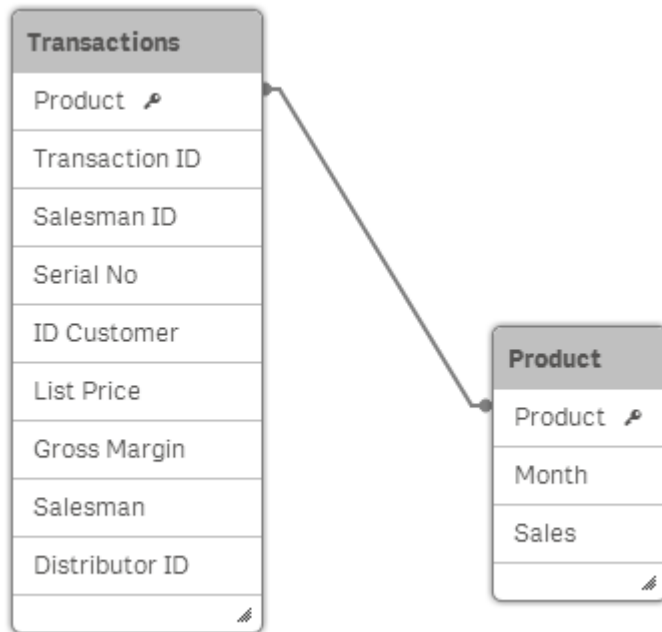 Transactions
Product
Transaction ID
Salesman ID
Serial No
ID Customer
List Price
Gross Margin
Salesman
Distributor ID
Product
Product
Month
Sales